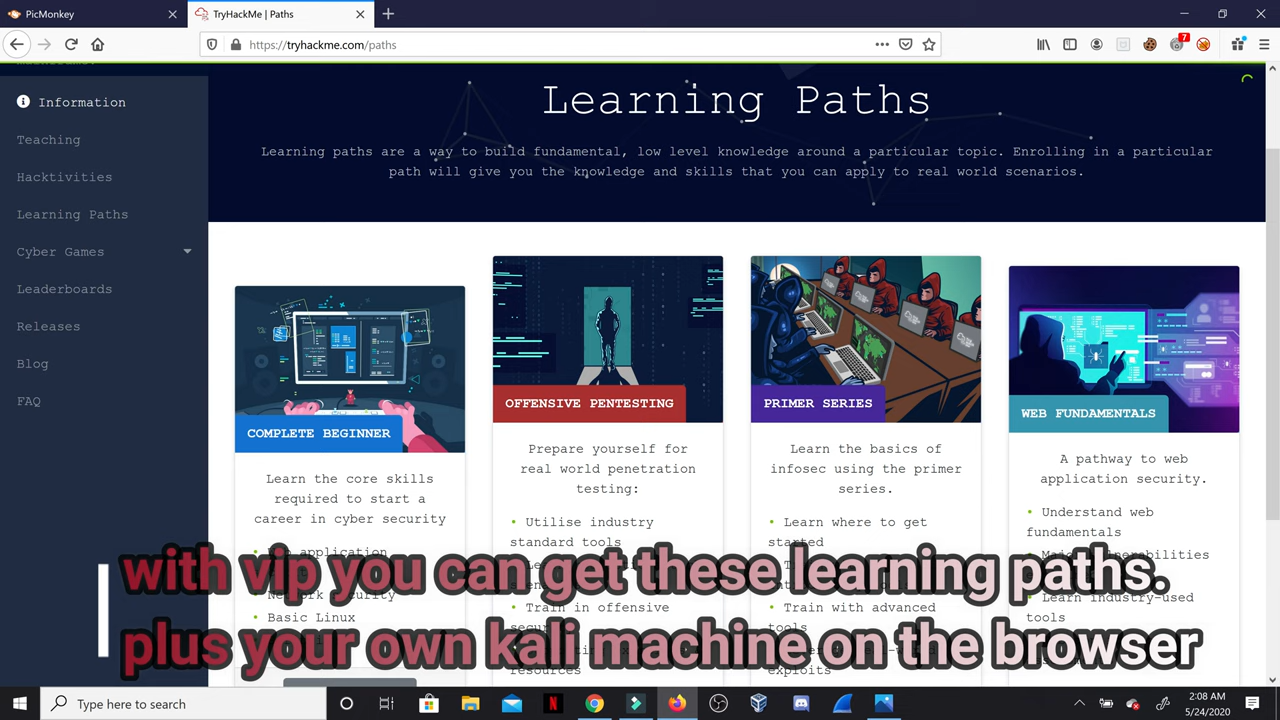 PicMonkey
TryHackMe | Paths
https://tryhackme.com/paths
7
Information
Teaching
Hacktivities
Learning Paths
Cyber Games
Leaderboards
Releases
Blog
FAQ
Learning Paths
Learning paths are a way to build fundamental, low level knowledge around a particular topic. Enrolling in a particular
path will give you the knowledge and skills that you can apply to real world scenarios.
COMPLETE BEGINNER
Learn the core skills
required to start a
career in cyber security
application
Basic Linux
OFFENSIVE PENTESTING
Prepare yourself for
real world penetration
testing:
• Utilise industry
standard tools
• Train in offensive
resources
PRIMER SERIES
Learn the basics of
infosec using the primer
series.
• Learn where to get
started
• Train with advanced
tools
exploits
WEB FUNDAMENTALS
A pathway to web
application security.
• Understand web
fundamentals
• Learn industry-used
tools
with vip you can get these learning paths.
plus your own kali machine on the browser
Type here to search
2:08 AM
5/24/2020